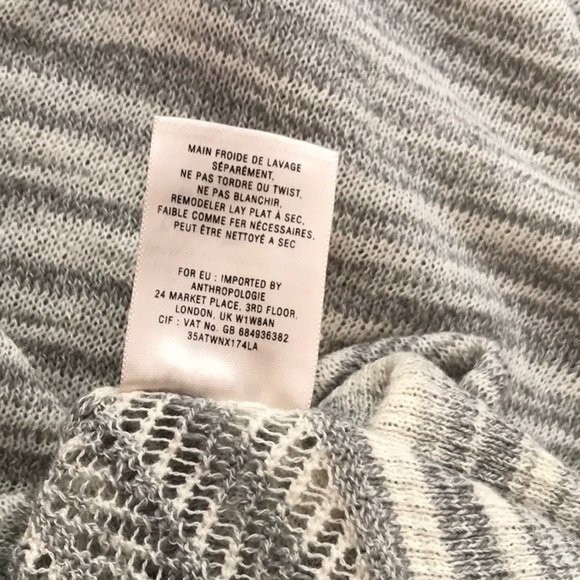 MAIN FROIDE DE LAVAGE
SÉPARÉMENT.
NE PAS TORDRE OU TWIST.
NE PAS BLANCHIR.
REMODELER LAY PLAT À SEC.
FAIBLE COMME FER NÉCESSAIRES.
PEUT ÊTRE NETTOYÉ A SEC
FOR EU : IMPORTED BY
ANTHROPOLOGIE
24 MARKET PLACE, 3RD FLOOR,
LONDON, UK W1W8AN
CIF : VAT No. GB 684936382
35ATWNX174LA